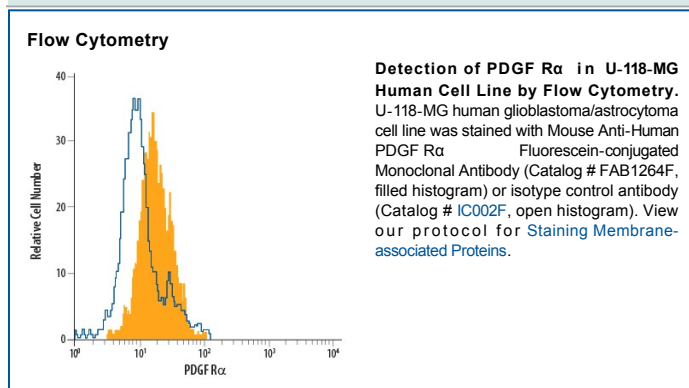 Flow Cytometry
40
30
20
10
0
Relative Cell Number
10⁰ 10¹ 10² 10³ 10⁴
PDGF Rα
Detection of PDGF Rα in U-118-MG
Human Cell Line by Flow Cytometry.
U-118-MG human glioblastoma/astrocytoma
cell line was stained with Mouse Anti-Human
PDGF Rα Fluorescein-conjugated
Monoclonal Antibody (Catalog # FAB1264F,
filled histogram) or isotype control antibody
(Catalog # IC002F, open histogram). View
our protocol for Staining Membrane-
associated Proteins.